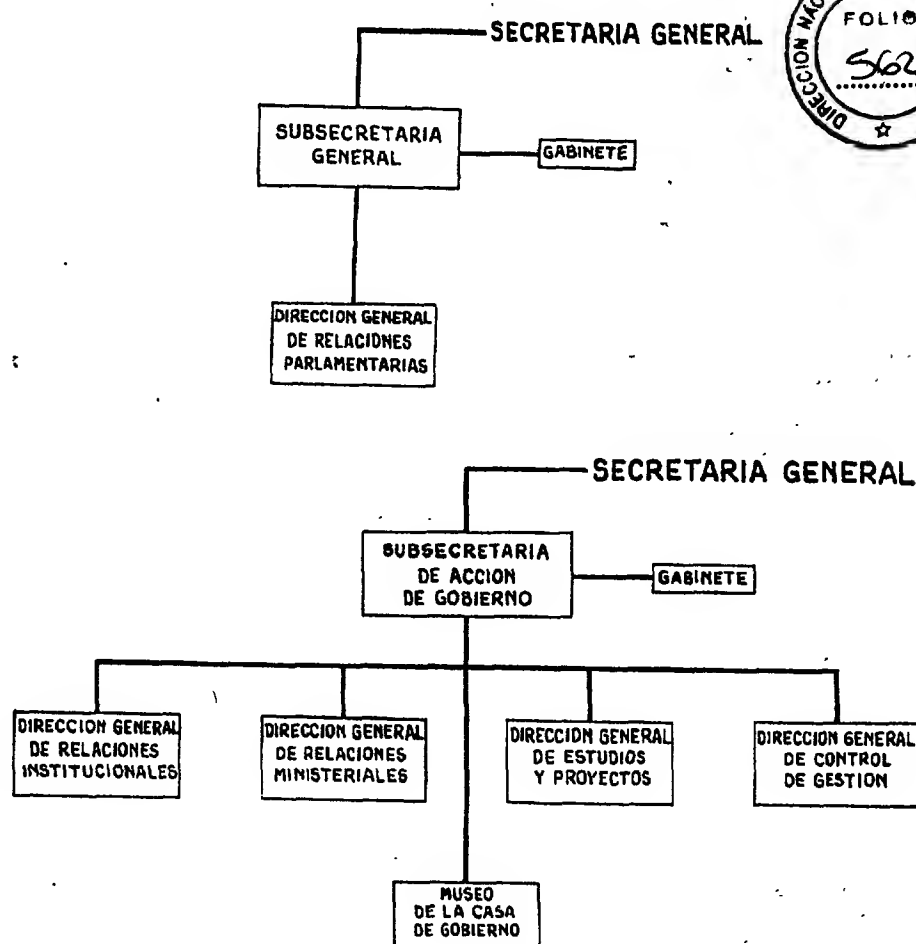 SECRETARIA GENERAL
FOLIO
562
DIRECCION
SUBSECRETARIA
GENERAL
GABINETE
DIRECCION GENERAL
DE RELACIONES
PARLAMENTARIAS
SECRETARIA GENERAL
SUBSECRETARIA
DE ACCION
DE GOBIERNO
GABINETE
DIRECCION GENERAL
DE RELACIONES
INSTITUCIONALES
DIRECCION GENERAL
DE RELACIONES
MINISTERIALES
DIRECCION GENERAL
DE ESTUDIOS
Y PROYECTOS
DIRECCION GENERAL
DE CONTROL
DE GESTION
MUSEO
DE LA CASA
DE GOBIERNO